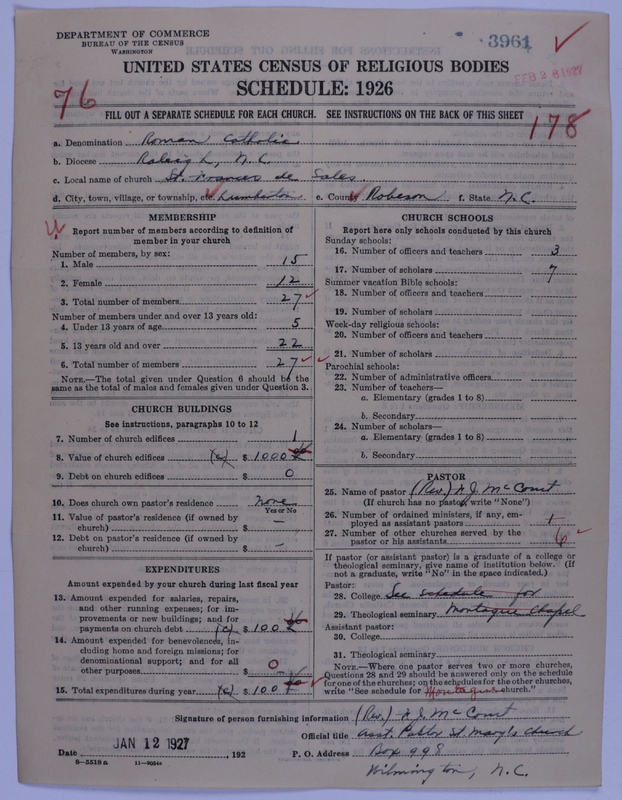 DEPARTMENT OF COMMERCE
BUREAU OF THE CENSUS
WASHINGTON
3961
UNITED STATES CENSUS OF RELIGIOUS BODIES
FEB 28 1927
SCHEDULE: 1926
76
FILL OUT A SEPARATE SCHEDULE FOR EACH CHURCH. SEE INSTRUCTIONS ON THE BACK OF THIS SHEET
178
a. Denomination Roman Catholic
b. Diocese Raleigh, N.C.
c. Local name of church St. Frances de Sales
d. City, town, village, or township, etc. Lumberton e. County Robeson f. State N.C.
MEMBERSHIP
Report number of members according to definition of
member in your church
Number of members, by sex:
1. Male 15
2. Female 12
3. Total number of members 27
Number of members under and over 13 years old:
4. Under 13 years of age 5
5. 13 years old and over 22
6. Total number of members 27
NOTE.—The total given under Question 6 should be the
same as the total of males and females given under Question 3.
CHURCH BUILDINGS
See instructions, paragraphs 10 to 12
7. Number of church edifices 1
8. Value of church edifices (c) $ 1000
9. Debt on church edifices $ 0
10. Does church own pastor's residence none
Yes or No
11. Value of pastor's residence (if owned by
church) $ —
12. Debt on pastor's residence (if owned by
church) $ —
EXPENDITURES
Amount expended by your church during last fiscal year
13. Amount expended for salaries, repairs,
and other running expenses; for im-
provements or new buildings; and for
payments on church debt (c) $ 100
14. Amount expended for benevolences, in-
cluding home and foreign missions; for
denominational support; and for all
other purposes $ 0
15. Total expenditures during year (c) $ 100
CHURCH SCHOOLS
Report here only schools conducted by this church
Sunday schools:
16. Number of officers and teachers 3
17. Number of scholars 7
Summer vacation Bible schools:
18. Number of officers and teachers
19. Number of scholars
Week-day religious schools:
20. Number of officers and teachers
21. Number of scholars
Parochial schools:
22. Number of administrative officers
23. Number of teachers—
a. Elementary (grades 1 to 8)
b. Secondary
24. Number of scholars—
a. Elementary (grades 1 to 8)
b. Secondary
PASTOR
25. Name of pastor (Rev.) A. J. McCourt
(If church has no pastor, write "None")
26. Number of ordained ministers, if any, em-
ployed as assistant pastors 1
27. Number of other churches served by the
pastor or his assistants 6
If pastor (or assistant pastor) is a graduate of a college or
theological seminary, give name of institution below. (If
not a graduate, write "No" in the space indicated.)
Pastor:
28. College See schedule for
29. Theological seminary Montague Chapel
Assistant pastor:
30. College
31. Theological seminary
NOTE.—Where one pastor serves two or more churches,
Questions 28 and 29 should be answered only on the schedule
for one of the churches; on the schedules for the other churches,
write "See schedule for Montague church."
Signature of person furnishing information (Rev.) A. J. McCourt
Official title Asst. Pastor St. Mary's Church
Date JAN 12 1927, 192 P. O. Address Box 998
8—5518a 11—9054a
Wilmington, N.C.